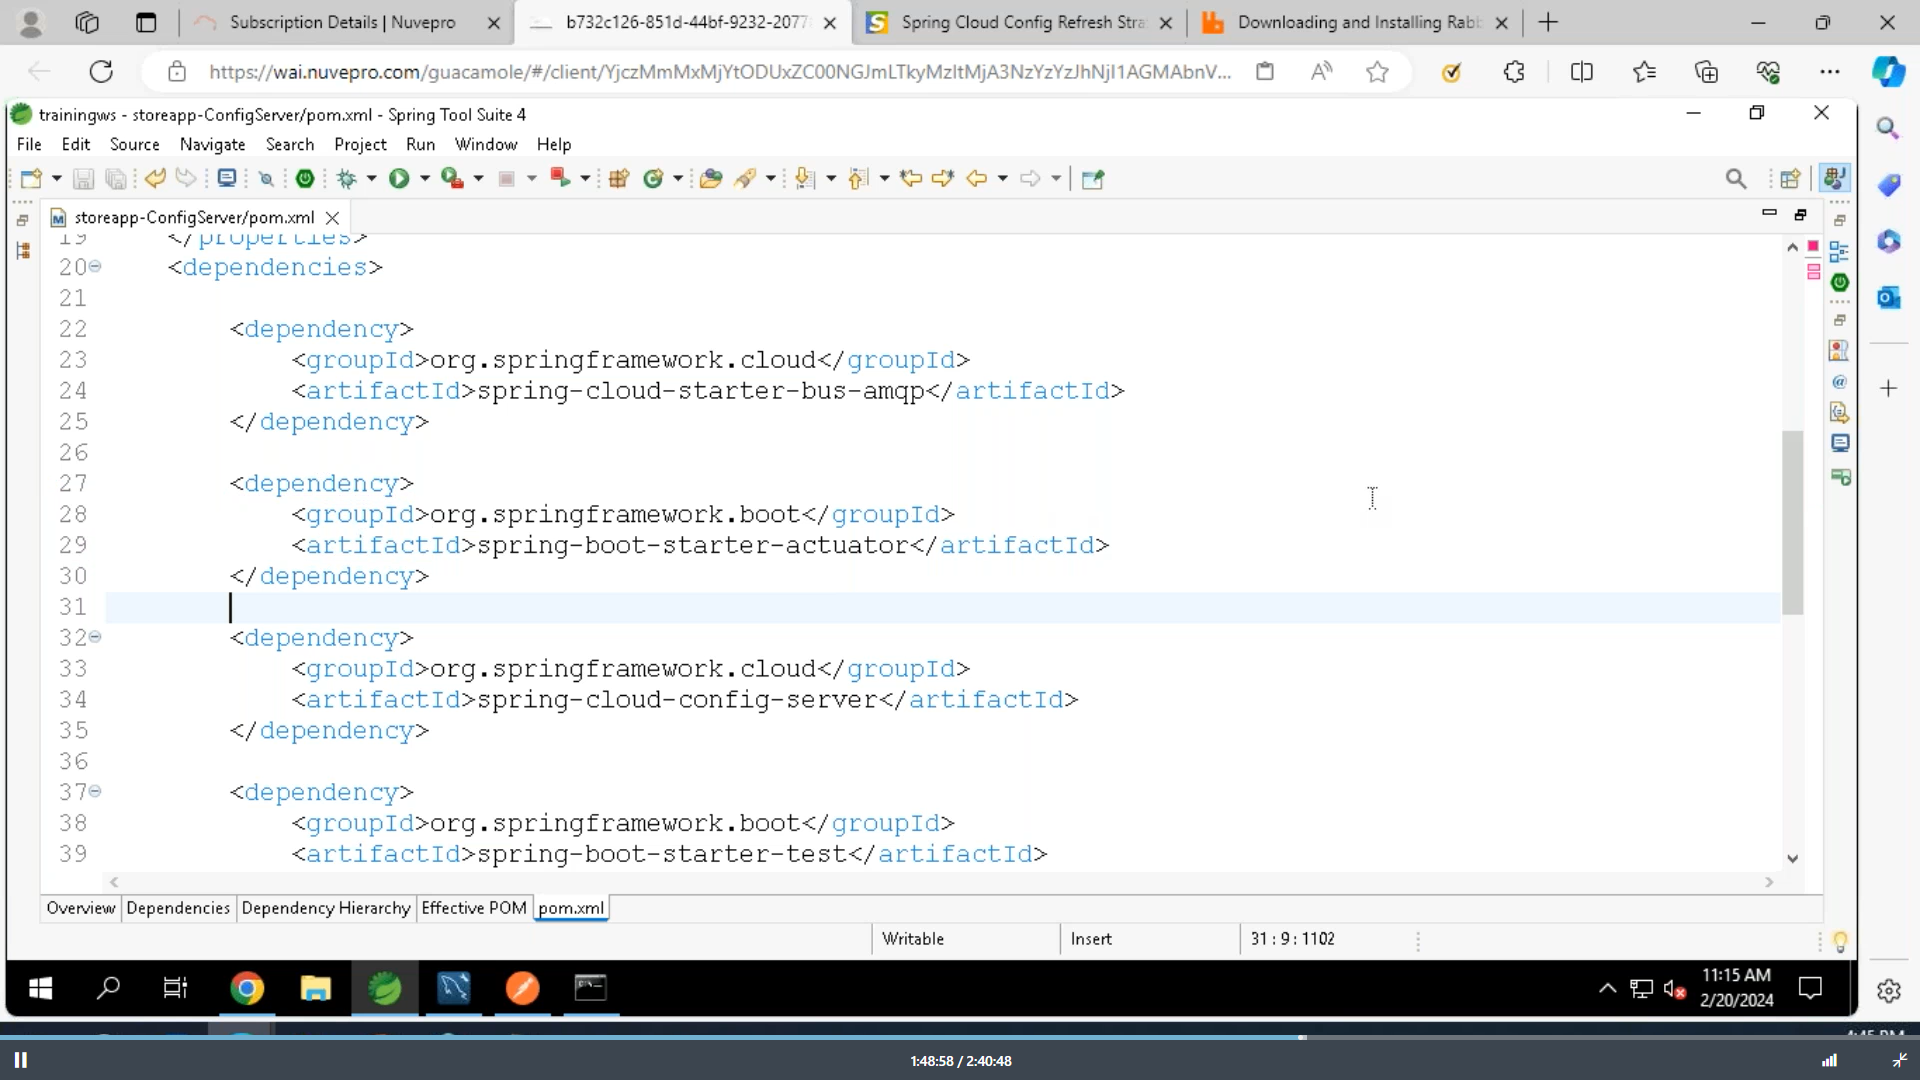 Subscription Details | Nuvepro
b732c126-851d-44bf-9232-2077
Spring Cloud Config Refresh Stra
Downloading and Installing Rabb
https://wai.nuvepro.com/guacamole/#/client/YjczMmMxMjYtODUxZC00NGJmLTkyMzItMjA3NzYzYzJhNjI1AGMAbnV...
trainingws - storeapp-ConfigServer/pom.xml - Spring Tool Suite 4
File Edit Source Navigate Search Project Run Window Help
storeapp-ConfigServer/pom.xml
19 </properties>
20 <dependencies>
21
22 <dependency>
23 <groupId>org.springframework.cloud</groupId>
24 <artifactId>spring-cloud-starter-bus-amqp</artifactId>
25 </dependency>
26
27 <dependency>
28 <groupId>org.springframework.boot</groupId>
29 <artifactId>spring-boot-starter-actuator</artifactId>
30 </dependency>
31
32 <dependency>
33 <groupId>org.springframework.cloud</groupId>
34 <artifactId>spring-cloud-config-server</artifactId>
35 </dependency>
36
37 <dependency>
38 <groupId>org.springframework.boot</groupId>
39 <artifactId>spring-boot-starter-test</artifactId>
Overview Dependencies Dependency Hierarchy Effective POM pom.xml
Writable Insert 31 : 9 : 1102
11:15 AM
2/20/2024
4:45 PM
1:48:58 / 2:40:48